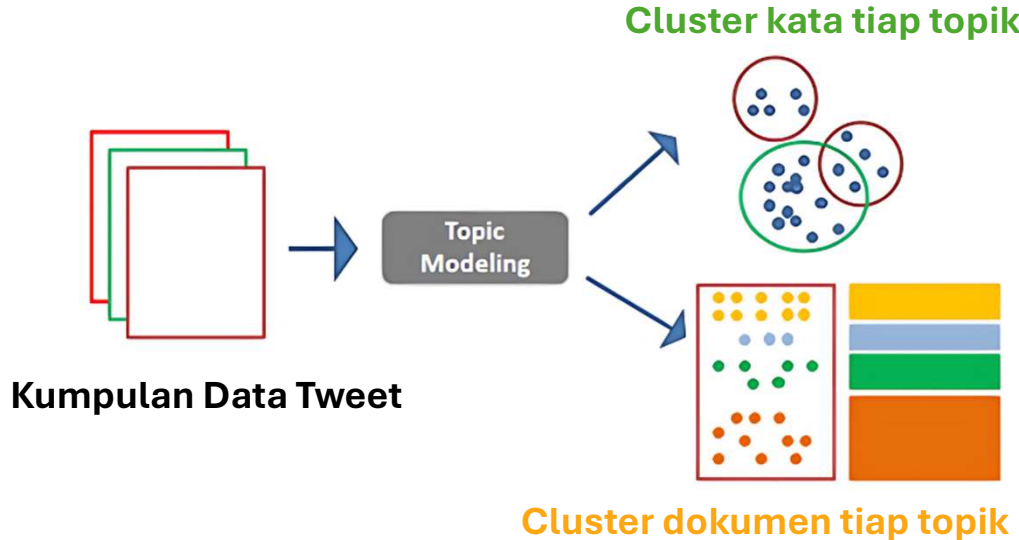 Cluster kata tiap topik
Topic
Modeling
Kumpulan Data Tweet
Cluster dokumen tiap topik